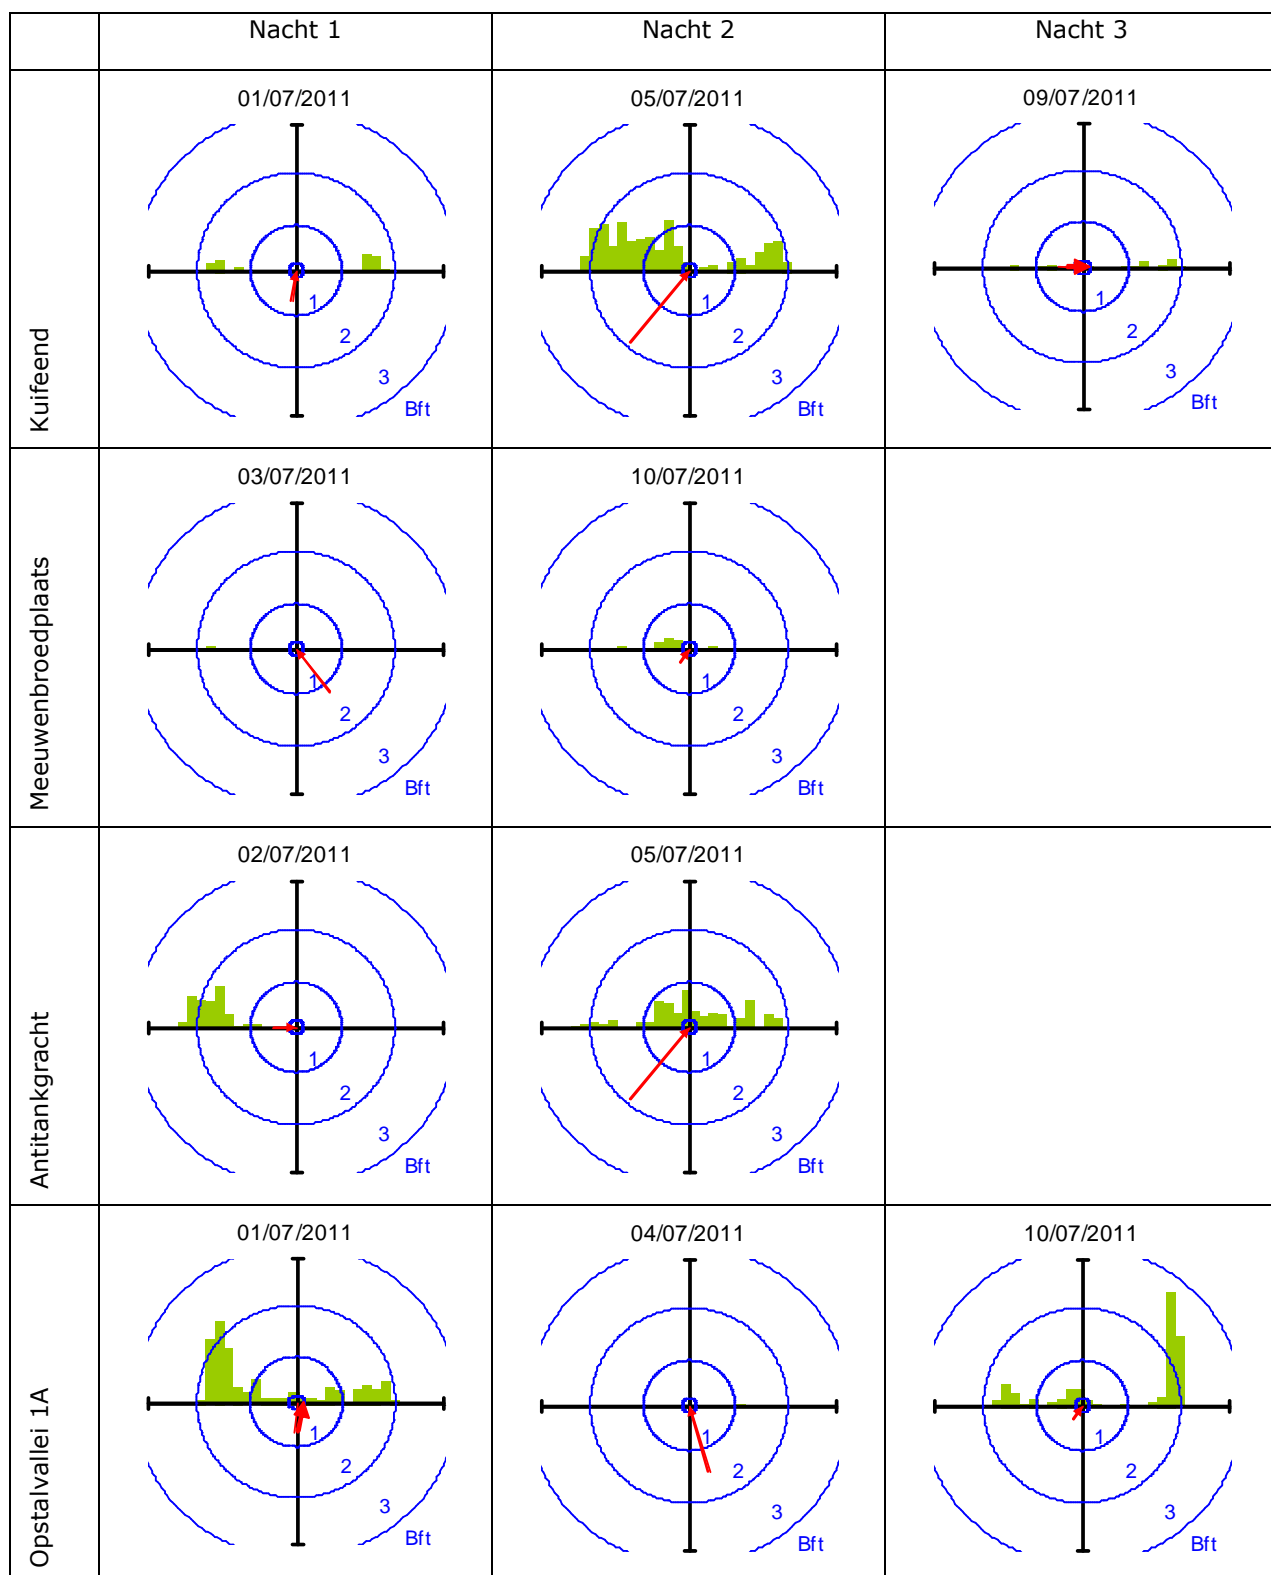 Nacht 1
Nacht 2
Nacht 3
Kuifeend
01/07/2011
1
2
3
Bft
05/07/2011
1
2
3
Bft
09/07/2011
1
2
3
Bft
Meeuwenbroedplaats
03/07/2011
1
2
3
Bft
10/07/2011
1
2
3
Bft
Antitankgracht
02/07/2011
1
2
3
Bft
05/07/2011
1
2
3
Bft
Opstalvallei 1A
01/07/2011
1
2
3
Bft
04/07/2011
1
2
3
Bft
10/07/2011
1
2
3
Bft